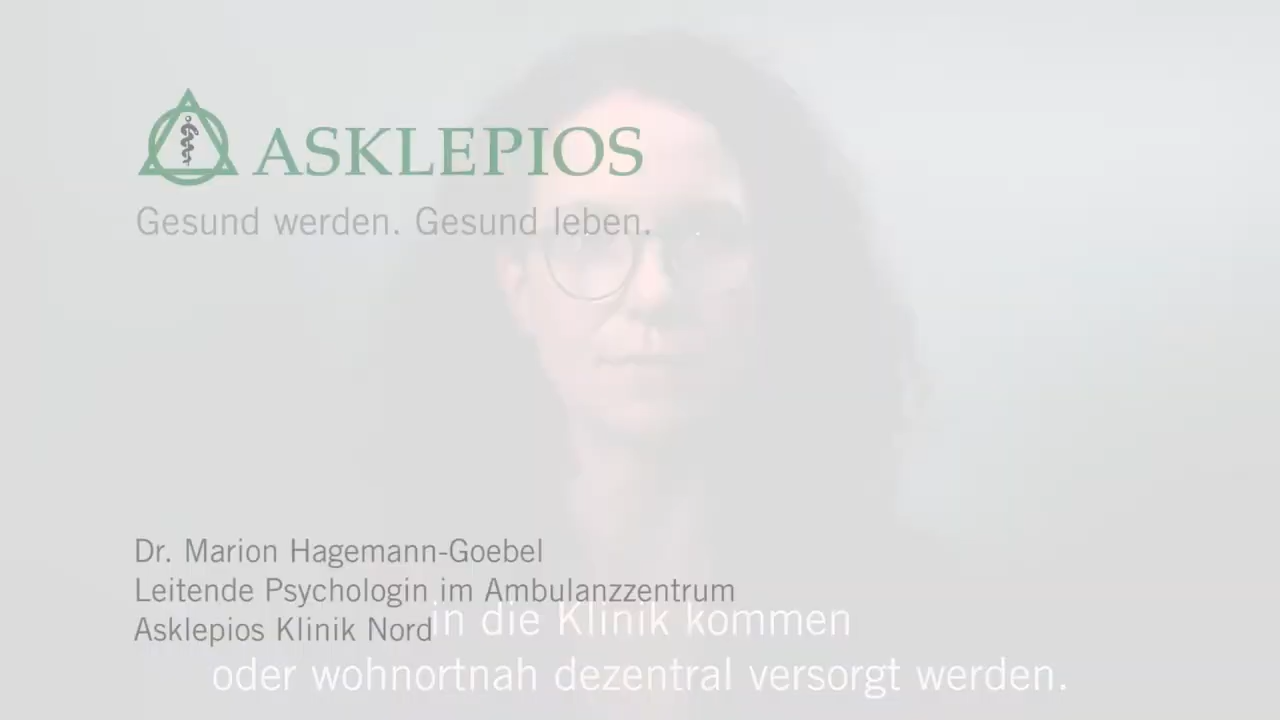 ASKLEPIOS
Gesund werden. Gesund leben.
Dr. Marion Hagemann-Goebel
Leitende Psychologin im Ambulanzzentrum
Asklepios Klinik Nord
in die Klinik kommen
oder wohnortnah dezentral versorgt werden.